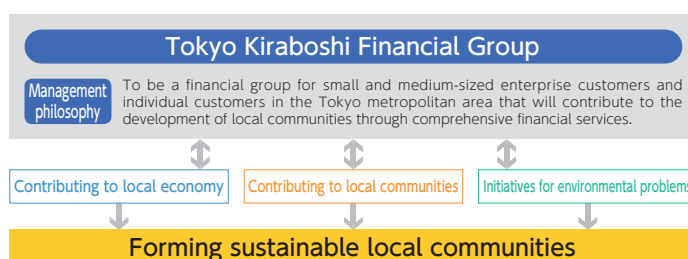 Tokyo Kiraboshi Financial Group
Management
philosophy
To be a financial group for small and medium-sized enterprise customers and
individual customers in the Tokyo metropolitan area that will contribute to the
development of local communities through comprehensive financial services.
Contributing to local economy
Contributing to local communities
Initiatives for environmental problems
Forming sustainable local communities